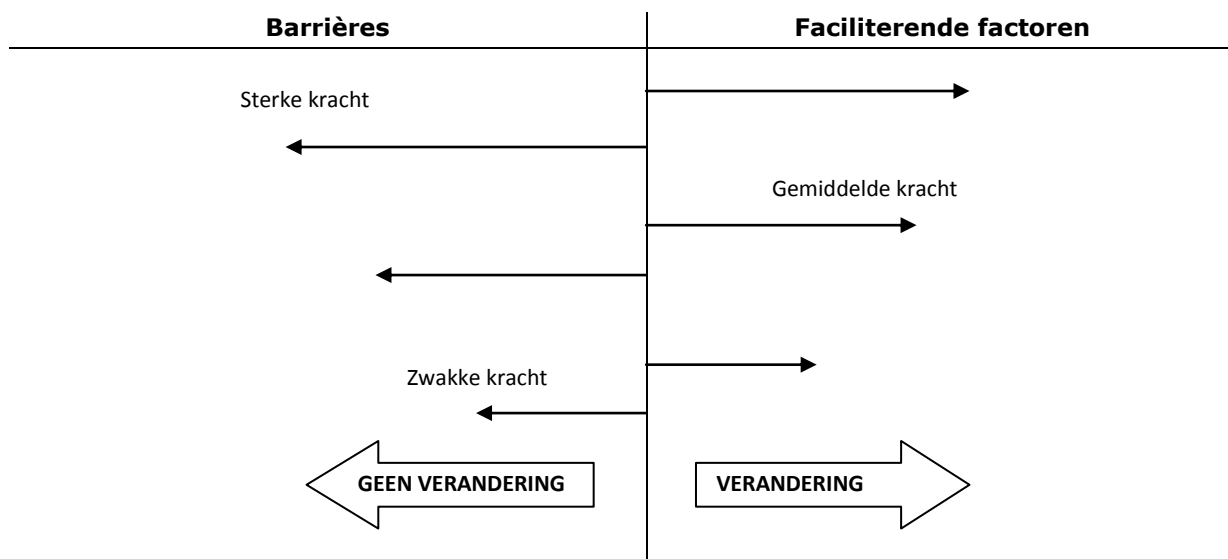 Barrières
Faciliterende factoren
Sterke kracht
Gemiddelde kracht
Zwakke kracht
GEEN VERANDERING
VERANDERING